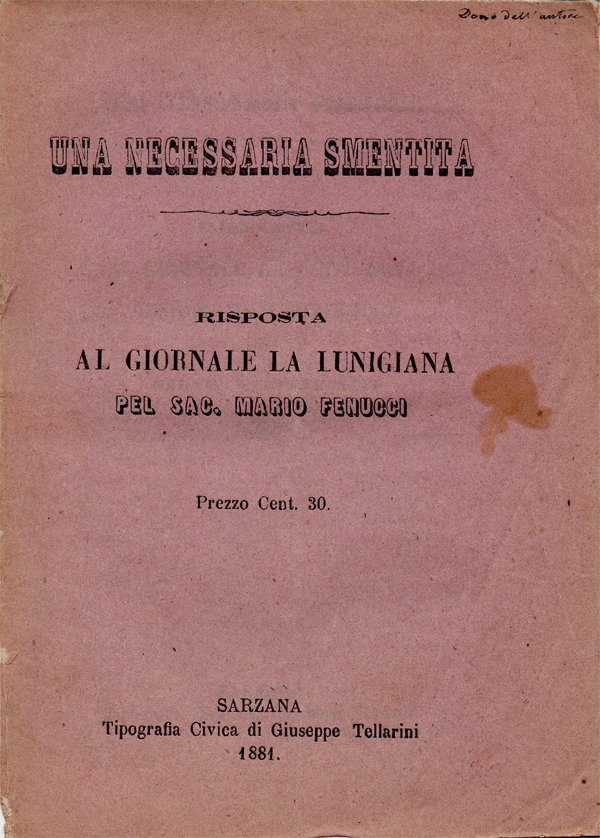 Dono dell'autore
UNA NECESSARIA SMENTITA
RISPOSTA
AL GIORNALE LA LUNIGIANA
PEL SAC. MARIO FENUCCI
Prezzo Cent. 30.
SARZANA
Tipografia Civica di Giuseppe Tellarini
1881.